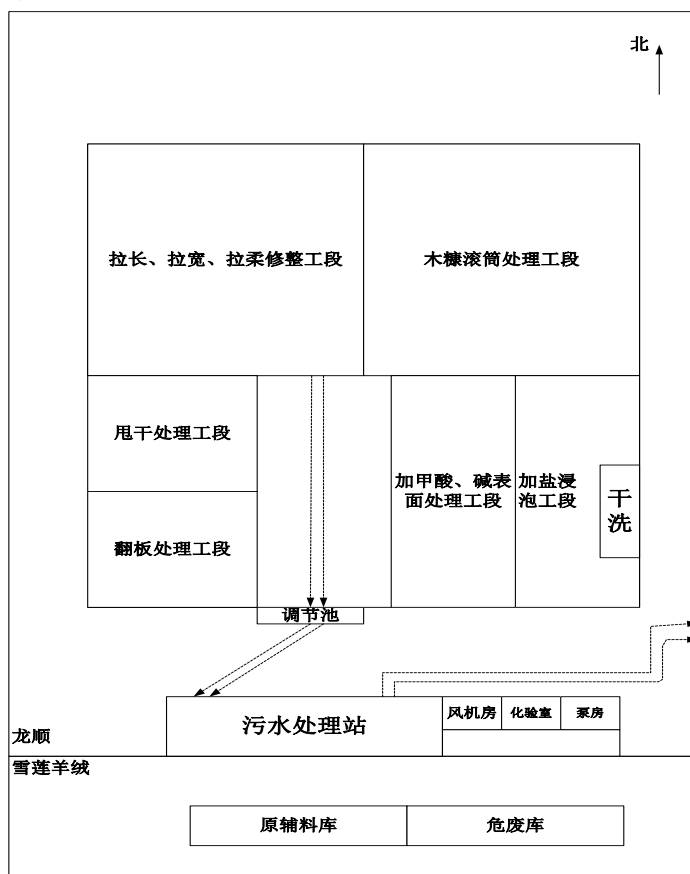 北
拉长、拉宽、拉柔修整工段
木糠滚筒处理工段
甩干处理工段
加甲酸、碱表
面处理工段
加盐浸
泡工段
干
洗
翻板处理工段
调节池
污水处理站
风机房
化验室
泵房
龙顺
雪莲羊绒
原辅料库
危废库